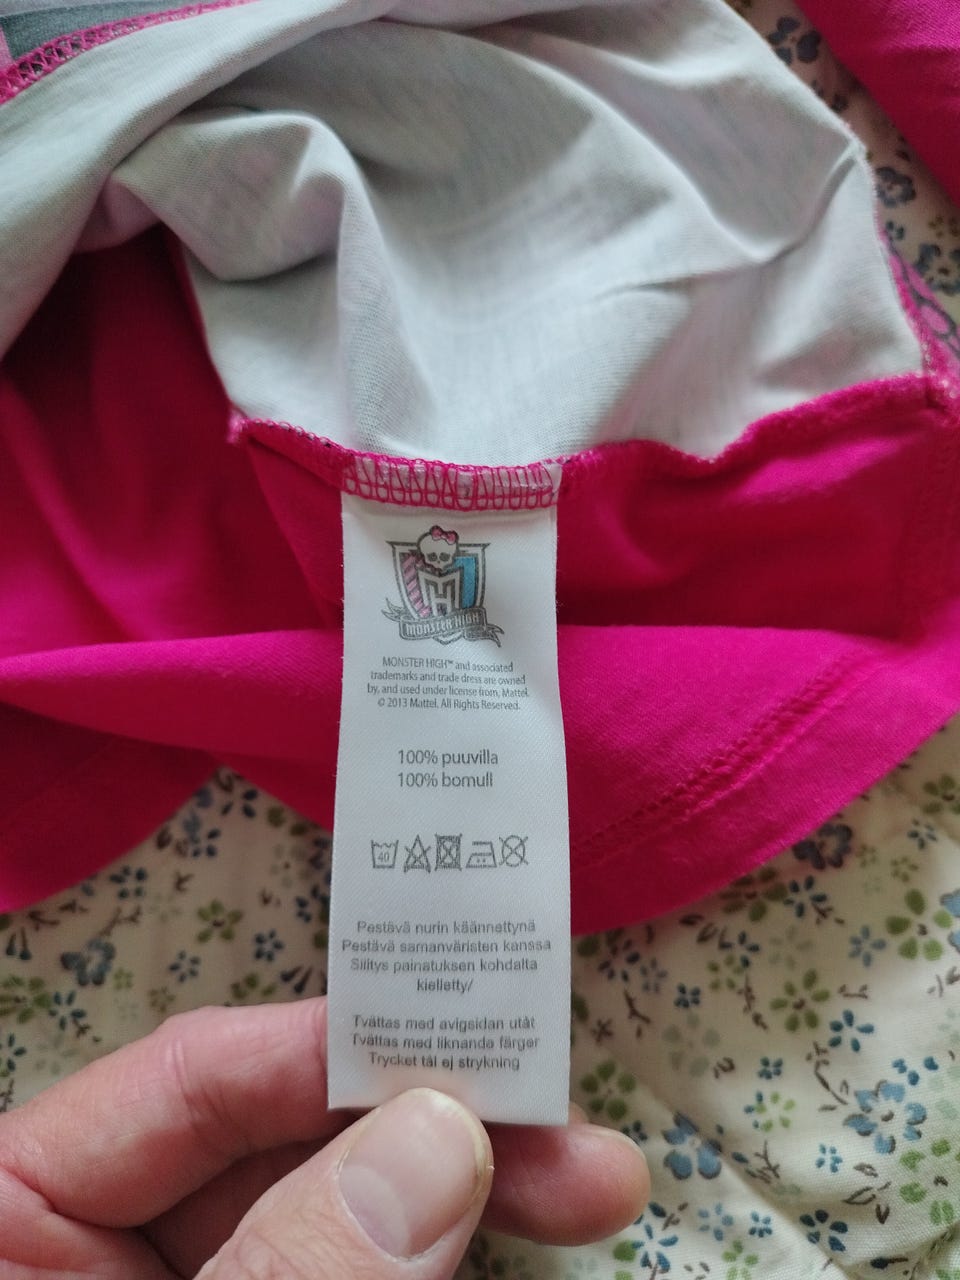 MONSTER HIGH
MONSTER HIGH™ and associated
trademarks and trade dress are owned
by, and used under license from, Mattel.
© 2013 Mattel. All Rights Reserved.
100% puuvilla
100% bomull
40
Pestävä nurin käännettynä
Pestävä samanväristen kanssa
Silitys painatuksen kohdalta
kielletty/
Tvättas med avigsidan utåt
Tvättas med liknande färger
Trycket tål ej strykning